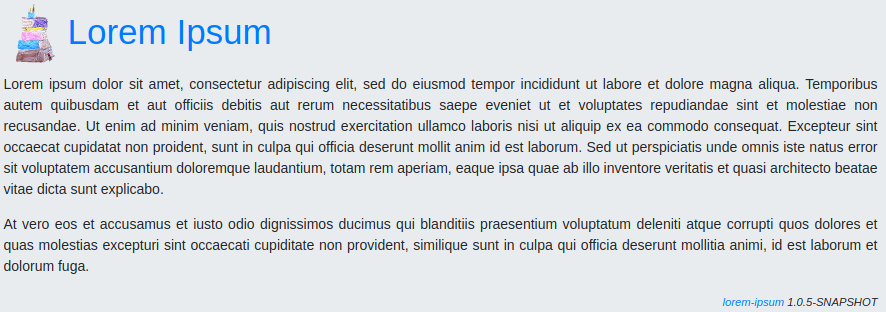 Lorem Ipsum
Lorem ipsum dolor sit amet, consectetur adipiscing elit, sed do eiusmod tempor incididunt ut labore et dolore magna aliqua. Temporibus
autem quibusdam et aut officiis debitis aut rerum necessitatibus saepe eveniet ut et voluptates repudiandae sint et molestiae non
recusandae. Ut enim ad minim veniam, quis nostrud exercitation ullamco laboris nisi ut aliquip ex ea commodo consequat. Excepteur sint
occaecat cupidatat non proident, sunt in culpa qui officia deserunt mollit anim id est laborum. Sed ut perspiciatis unde omnis iste natus error
sit voluptatem accusantium doloremque laudantium, totam rem aperiam, eaque ipsa quae ab illo inventore veritatis et quasi architecto beatae
vitae dicta sunt explicabo.
At vero eos et accusamus et iusto odio dignissimos ducimus qui blanditiis praesentium voluptatum deleniti atque corrupti quos dolores et
quas molestias excepturi sint occaecati cupiditate non provident, similique sunt in culpa qui officia deserunt mollitia animi, id est laborum et
dolorum fuga.
lorem-ipsum 1.0.5-SNAPSHOT